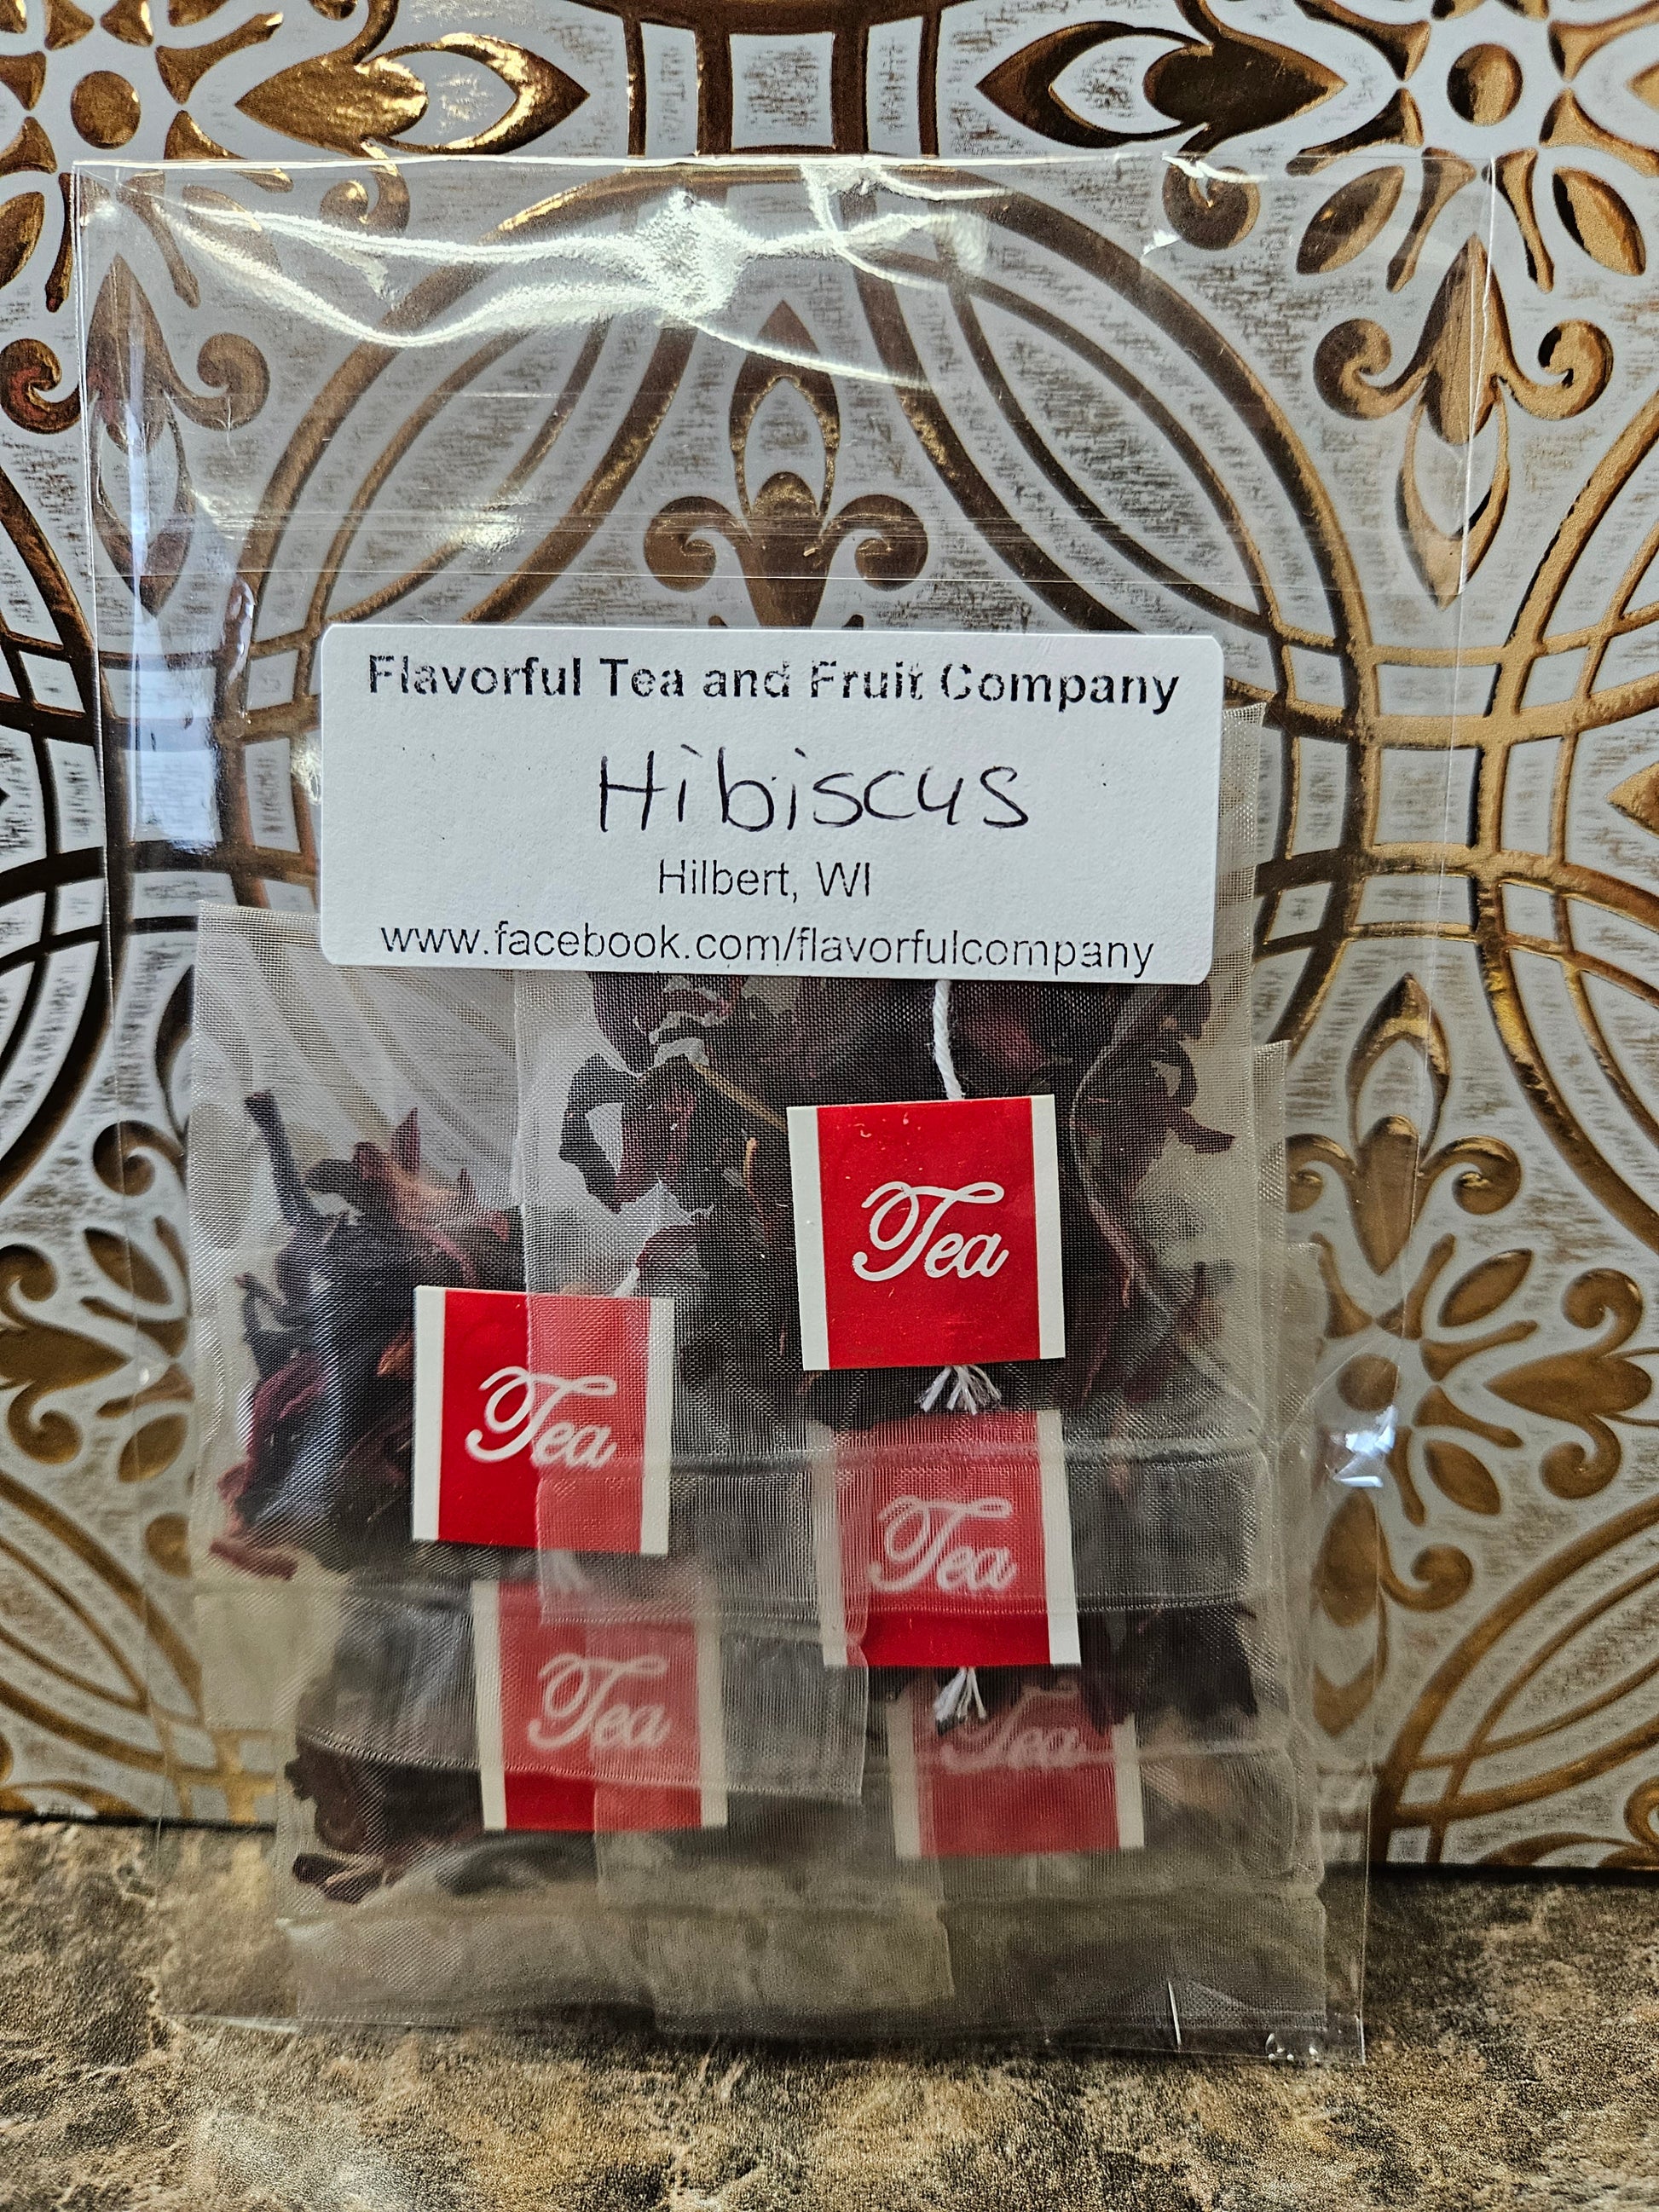 Flavorful Tea and Fruit Company
Hibiscus
Hilbert, WI
www.facebook.com/flavorfulcompany
Tea
Tea
Tea
Tea
Tea